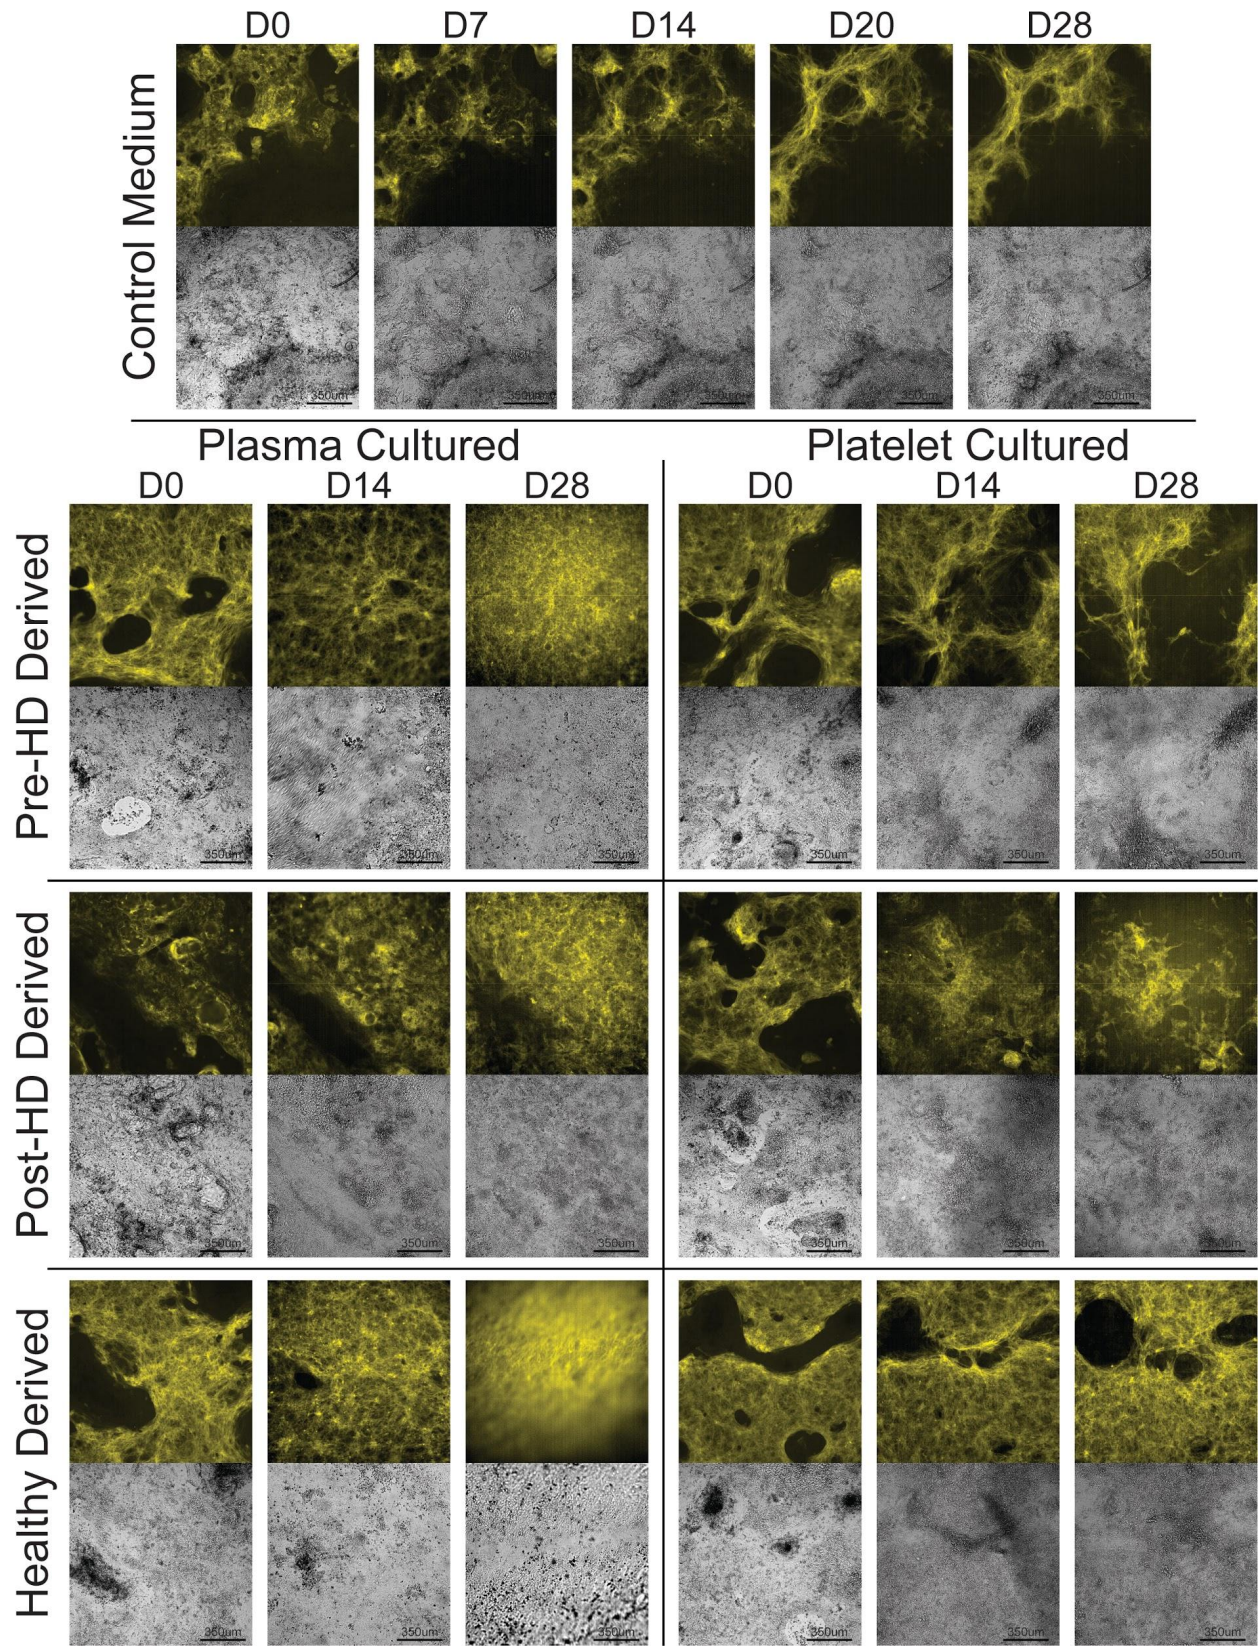 D0 D7 D14 D20 D28
Control Medium
350um 350um 350um 350um 350um
Plasma Cultured Platelet Cultured
D0 D14 D28 D0 D14 D28
Pre-HD Derived
350um 350um 350um 350um 350um 350um
Post-HD Derived
350um 350um 350um 350um 350um 350um
Healthy Derived
350um 350um 350um 350um 350um 350um